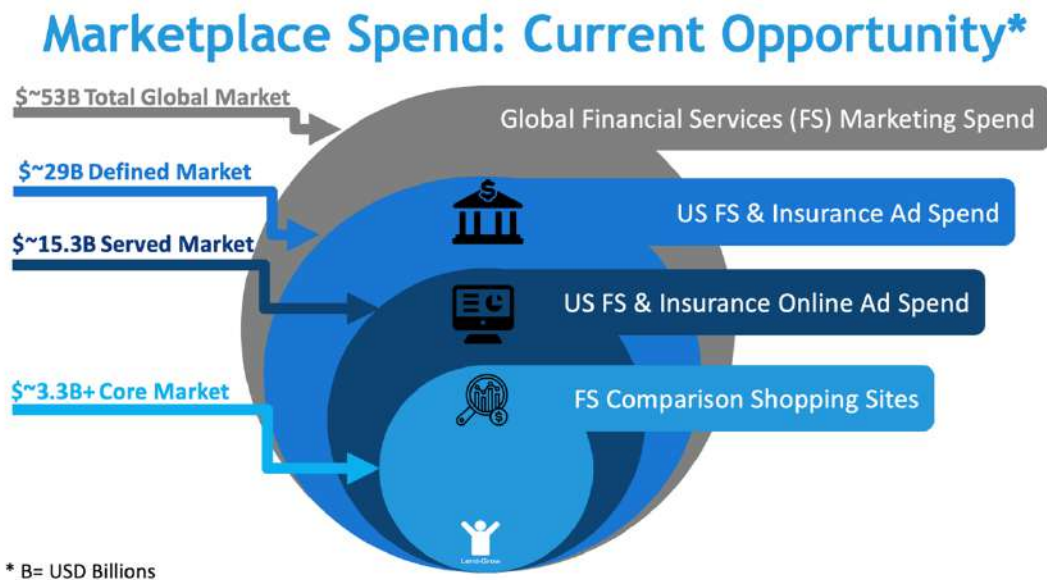 Marketplace Spend: Current Opportunity*
$~53B Total Global Market
Global Financial Services (FS) Marketing Spend
$~29B Defined Market
US FS & Insurance Ad Spend
$~15.3B Served Market
US FS & Insurance Online Ad Spend
$~3.3B+ Core Market
FS Comparison Shopping Sites
* B= USD Billions